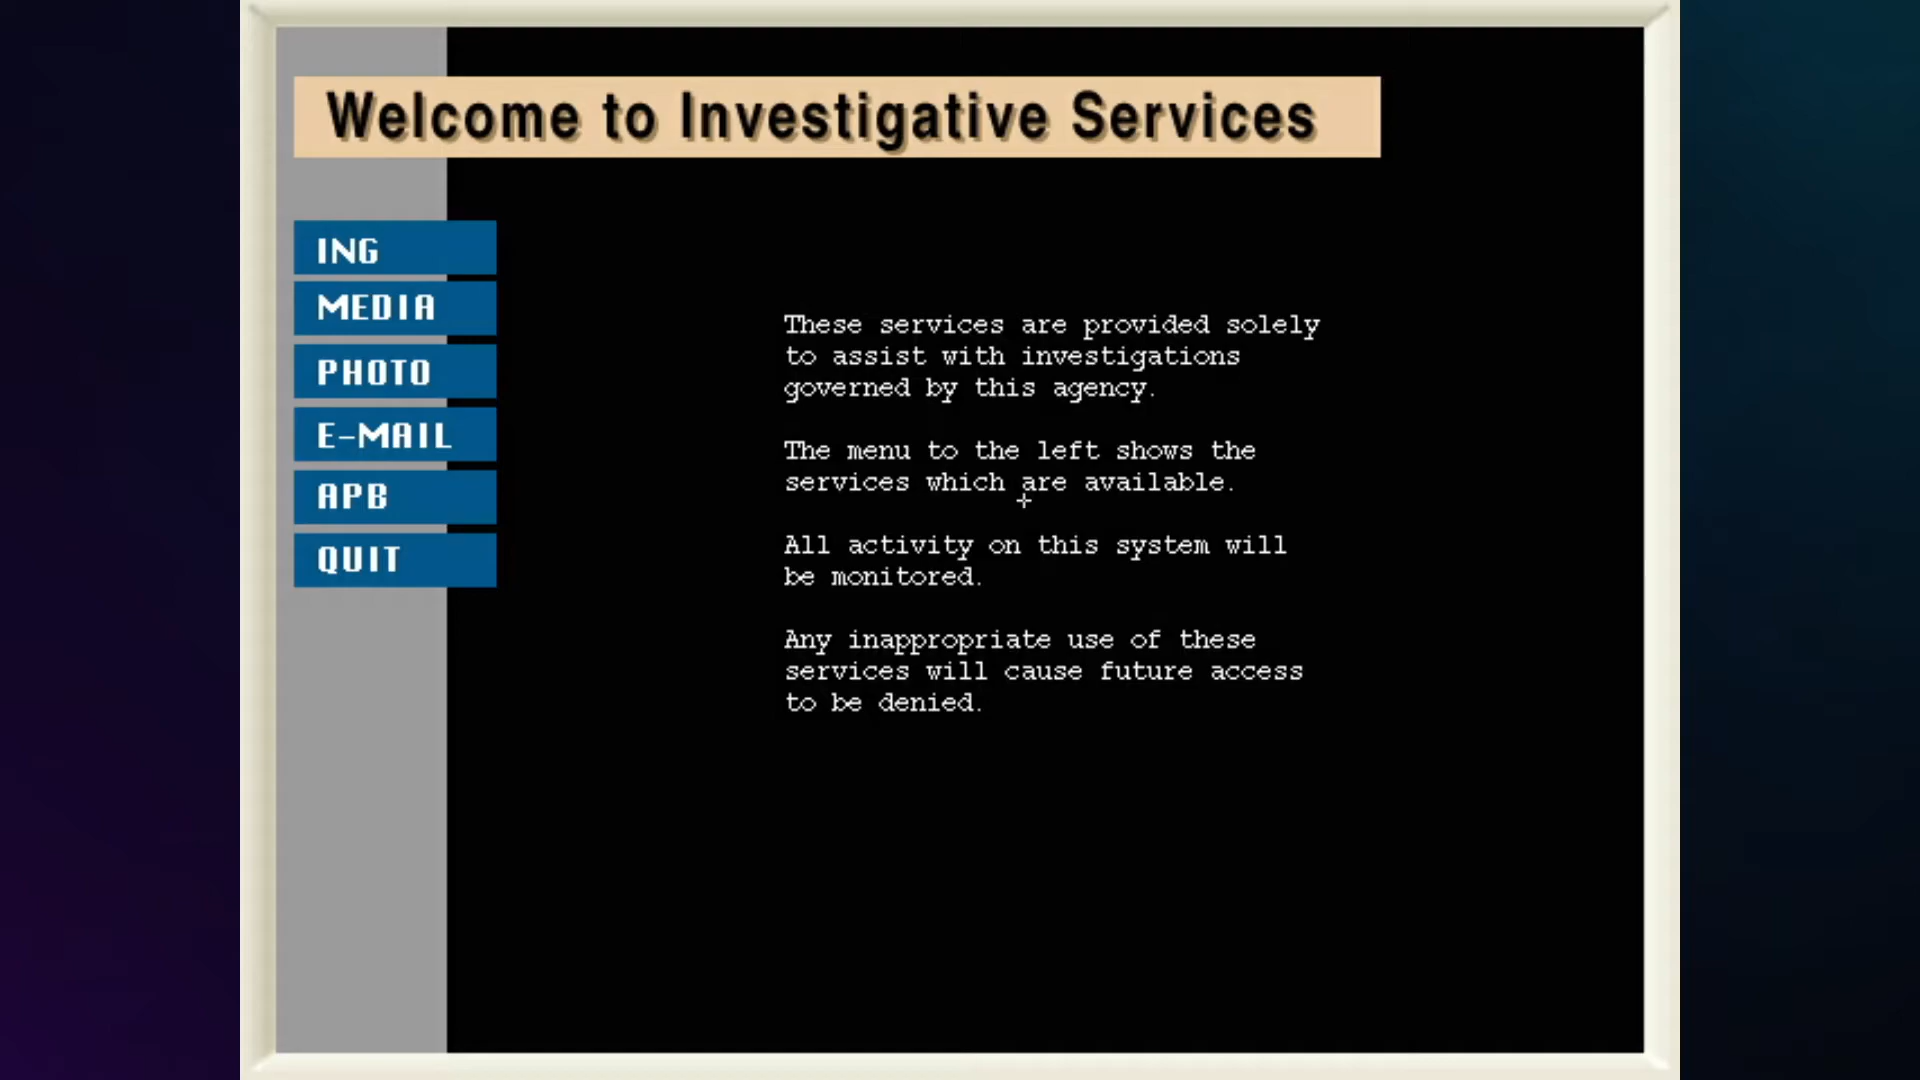 Welcome to Investigative Services
ING
MEDIA
PHOTO
E-MAIL
APB
QUIT
These services are provided solely
to assist with investigations
governed by this agency.
The menu to the left shows the
services which are available.
All activity on this system will
be monitored.
Any inappropriate use of these
services will cause future access
to be denied.